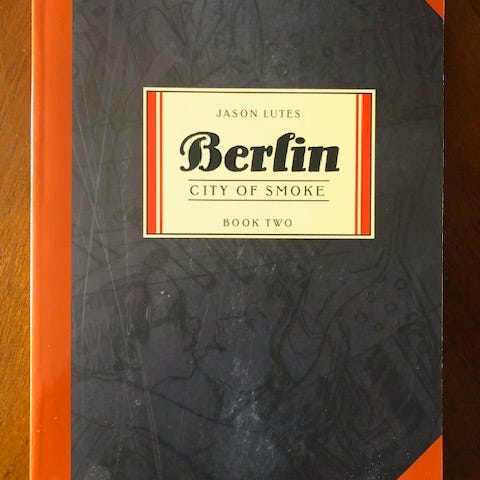 JASON LUTES
Berlin
CITY OF SMOKE
BOOK TWO